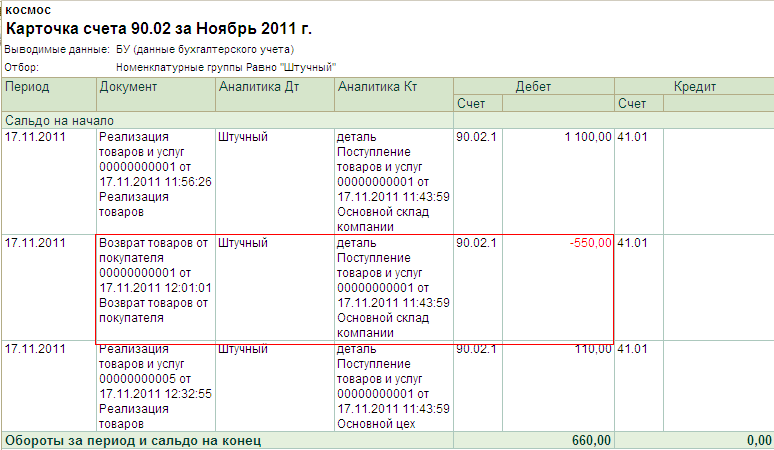 космос
Карточка счета 90.02 за Ноябрь 2011 г.
Выводимые данные: БУ (данные бухгалтерского учета)
Отбор: Номенклатурные группы Равно "Штучный"
Период Документ Аналитика Дт Аналитика Кт Дебет Кредит
Счет Счет
Сальдо на начало
17.11.2011 Реализация Штучный деталь 90.02.1 1 100,00 41.01
товаров и услуг Поступление
00000000001 от товаров и услуг
17.11.2011 11:56:26 00000000001 от
Реализация 17.11.2011 11:43:59
товаров Основной склад
компании
17.11.2011 Возврат товаров от Штучный деталь 90.02.1 -550,00 41.01
покупателя Поступление
00000000001 от товаров и услуг
17.11.2011 12:01:01 00000000001 от
Возврат товаров от 17.11.2011 11:43:59
покупателя Основной склад
компании
17.11.2011 Реализация Штучный деталь 90.02.1 110,00 41.01
товаров и услуг Поступление
00000000005 от товаров и услуг
17.11.2011 12:32:55 00000000001 от
Реализация 17.11.2011 11:43:59
товаров Основной цех
Обороты за период и сальдо на конец 660,00 0,00